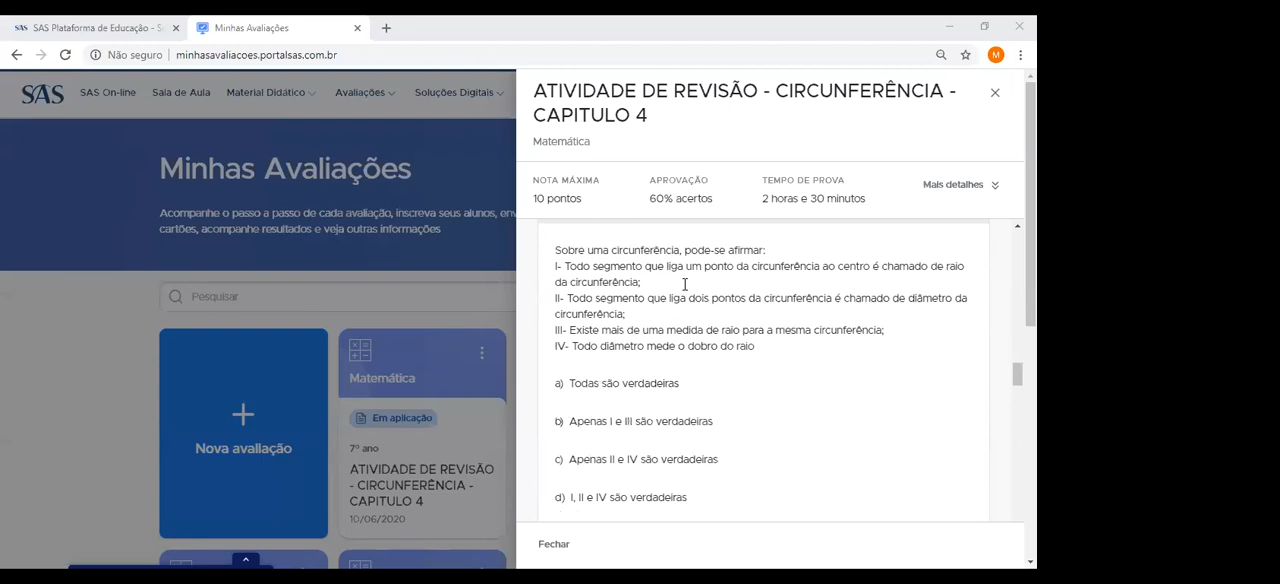 SAS SAS Plataforma de Educação - S
Minhas Avaliações
Não seguro | minhasavaliacoes.portalsas.com.br
M
SAS
SAS On-line
Sala de Aula
Material Didático
Avaliações
Soluções Digitais
Minhas Avaliações
Acompanhe o passo a passo de cada avaliação, inscreva seus alunos, en
cartões, acompanhe resultados e veja outras informações
Pesquisar
+
Nova avaliação
Matemática
Em aplicação
7º ano
ATIVIDADE DE REVISÃO
- CIRCUNFERÊNCIA -
CAPITULO 4
10/06/2020
ATIVIDADE DE REVISÃO - CIRCUNFERÊNCIA -
CAPITULO 4
Matemática
NOTA MÁXIMA
10 pontos
APROVAÇÃO
60% acertos
TEMPO DE PROVA
2 horas e 30 minutos
Mais detalhes
Sobre uma circunferência, pode-se afirmar:
I- Todo segmento que liga um ponto da circunferência ao centro é chamado de raio
da circunferência;
II- Todo segmento que liga dois pontos da circunferência é chamado de diâmetro da
circunferência;
III- Existe mais de uma medida de raio para a mesma circunferência;
IV- Todo diâmetro mede o dobro do raio
a) Todas são verdadeiras
b) Apenas I e III são verdadeiras
c) Apenas II e IV são verdadeiras
d) I, II e IV são verdadeiras
Fechar